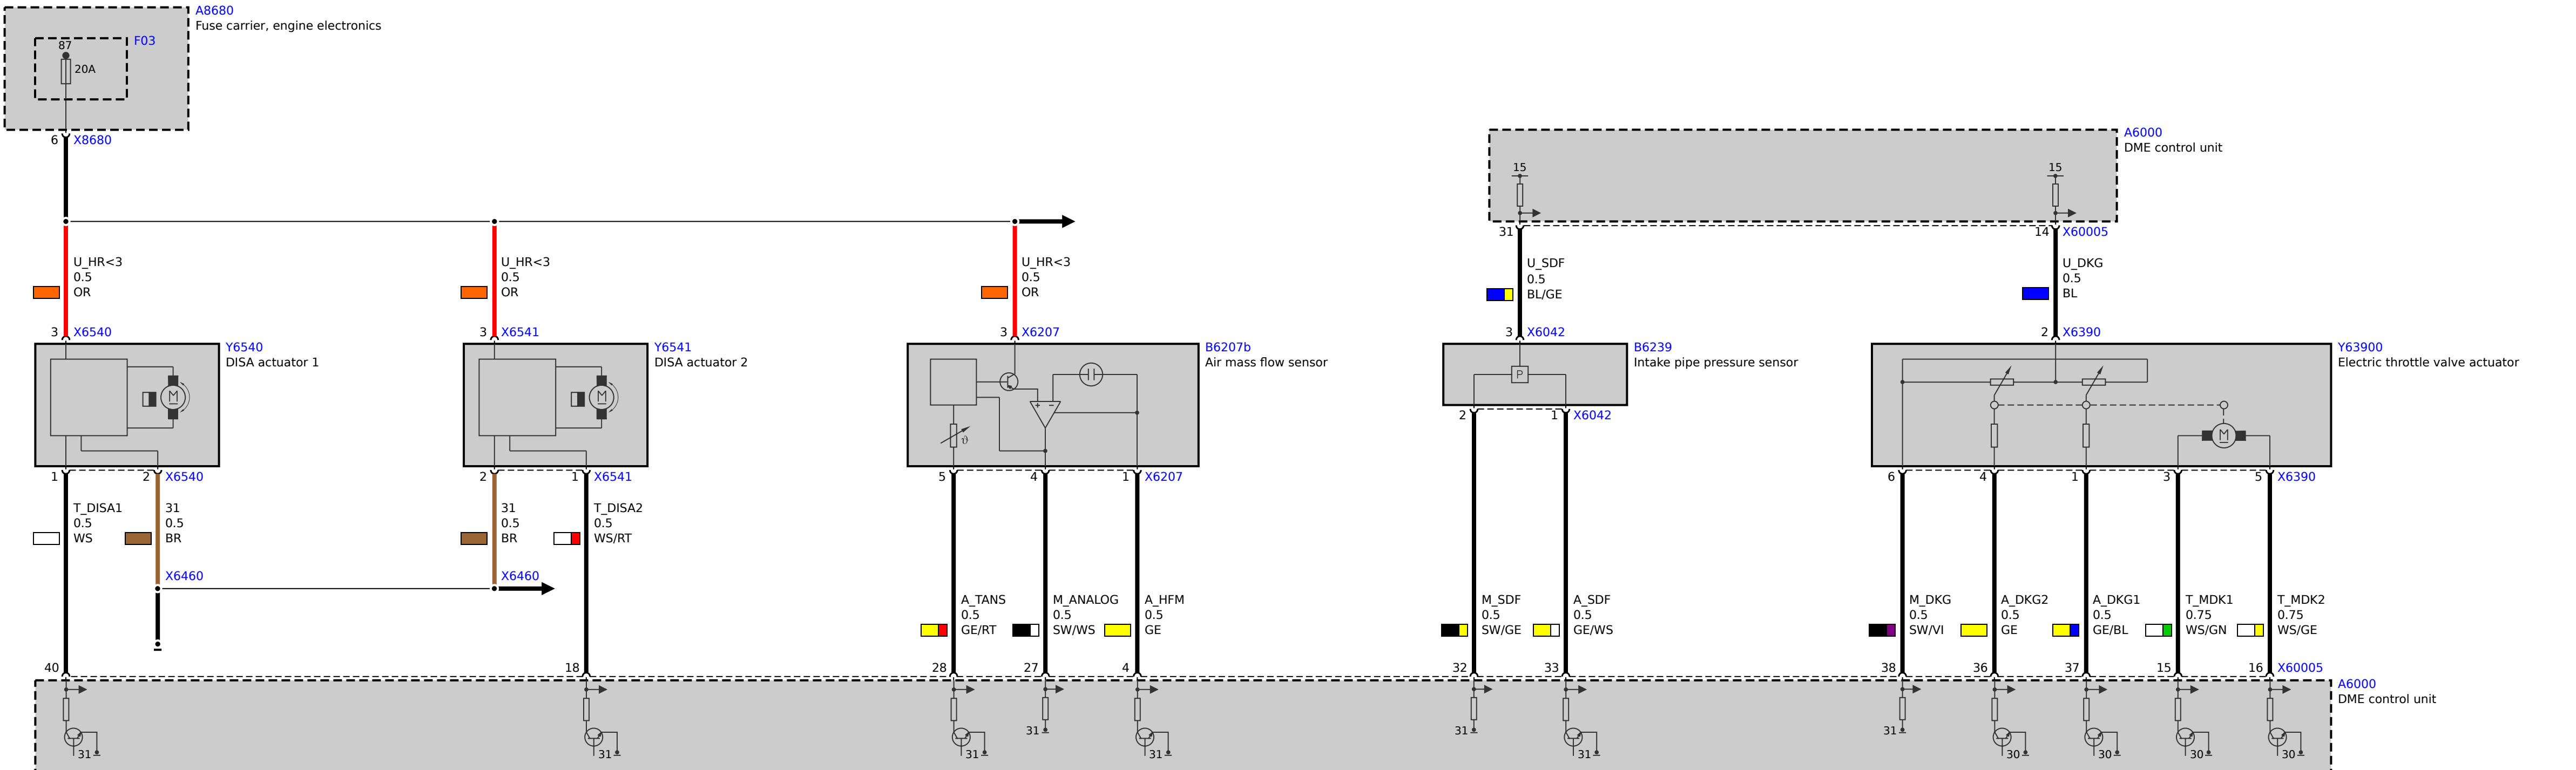 A8680
Fuse carrier, engine electronics
F03
87
20A
6 X8680
A6000
DME control unit
15 15
31 14 X60005
U_HR<3
0.5
OR
U_HR<3
0.5
OR
U_HR<3
0.5
OR
U_SDF
0.5
BL/GE
U_DKG
0.5
BL
3 X6540
3 X6541
3 X6207
3 X6042
2 X6390
Y6540
DISA actuator 1
M
Y6541
DISA actuator 2
M
B6207b
Air mass flow sensor
+ −
ϑ
B6239
Intake pipe pressure sensor
P
Y63900
Electric throttle valve actuator
M
2 1 X6042
1 2 X6540
2 1 X6541
5 4 1 X6207
6 4 1 3 5 X6390
T_DISA1
0.5
WS
31
0.5
BR
31
0.5
BR
T_DISA2
0.5
WS/RT
X6460
X6460
A_TANS
0.5
GE/RT
M_ANALOG
0.5
SW/WS
A_HFM
0.5
GE
M_SDF
0.5
SW/GE
A_SDF
0.5
GE/WS
M_DKG
0.5
SW/VI
A_DKG2
0.5
GE
A_DKG1
0.5
GE/BL
T_MDK1
0.75
WS/GN
T_MDK2
0.75
WS/GE
40 18 28 27 4 32 33 38 36 37 15 16 X60005
A6000
DME control unit
31 31 31 31 31 31 31 31 30 30 30 30